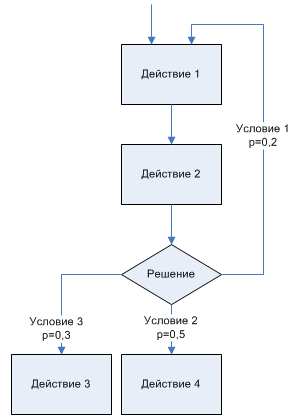 Действие 1
Условие 1
p=0,2
Действие 2
Решение
Условие 3
p=0,3
Условие 2
p=0,5
Действие 3
Действие 4